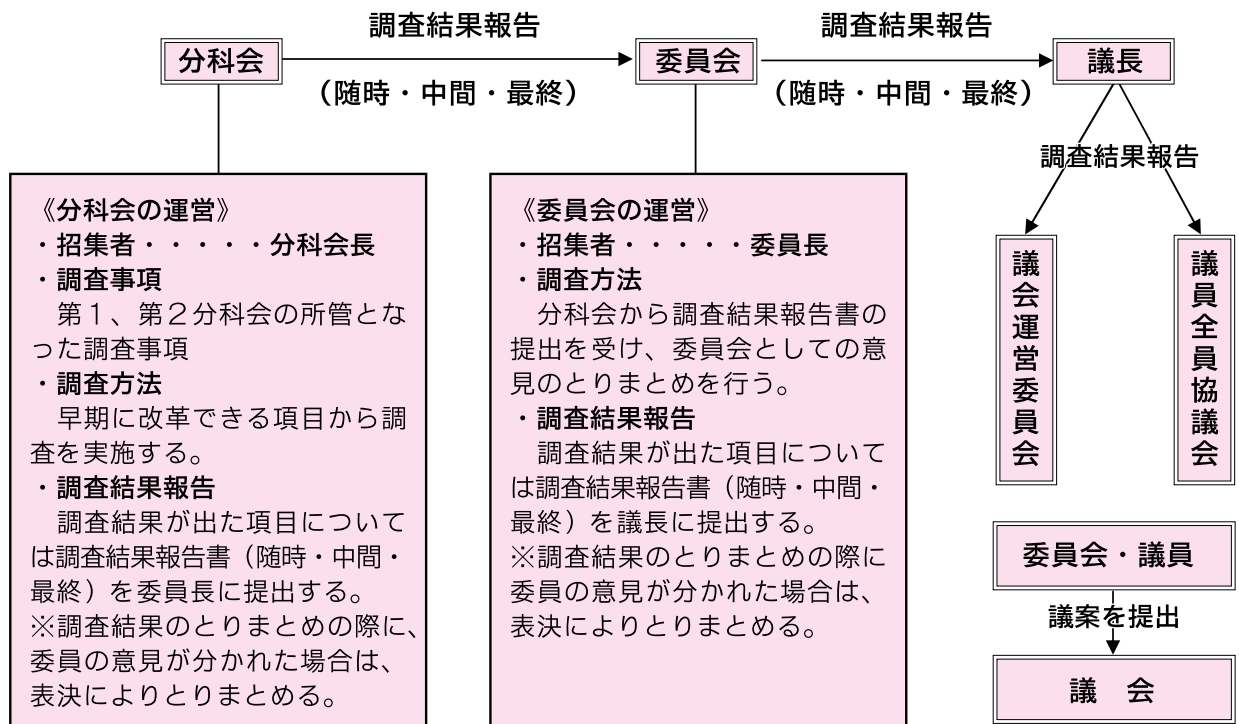 調査結果報告
調査結果報告
分科会
委員会
議長
(随時・中間・最終)
(随時・中間・最終)
調査結果報告
《分科会の運営》
・招集者・・・・・分科会長
・調査事項
　第1、第2分科会の所管とな
った調査事項
・調査方法
　早期に改革できる項目から調
査を実施する。
・調査結果報告
　調査結果が出た項目について
は調査結果報告書（随時・中間・
最終）を委員長に提出する。
※調査結果のとりまとめの際に、
委員の意見が分かれた場合は、
表決によりとりまとめる。
《委員会の運営》
・招集者・・・・・委員長
・調査方法
　分科会から調査結果報告書の
提出を受け、委員会としての意
見のとりまとめを行う。
・調査結果報告
　調査結果が出た項目について
は調査結果報告書（随時・中間・
最終）を議長に提出する。
※調査結果のとりまとめの際に
委員の意見が分かれた場合は、
表決によりとりまとめる。
議会運営委員会
議員全員協議会
委員会・議員
議案を提出
議　会